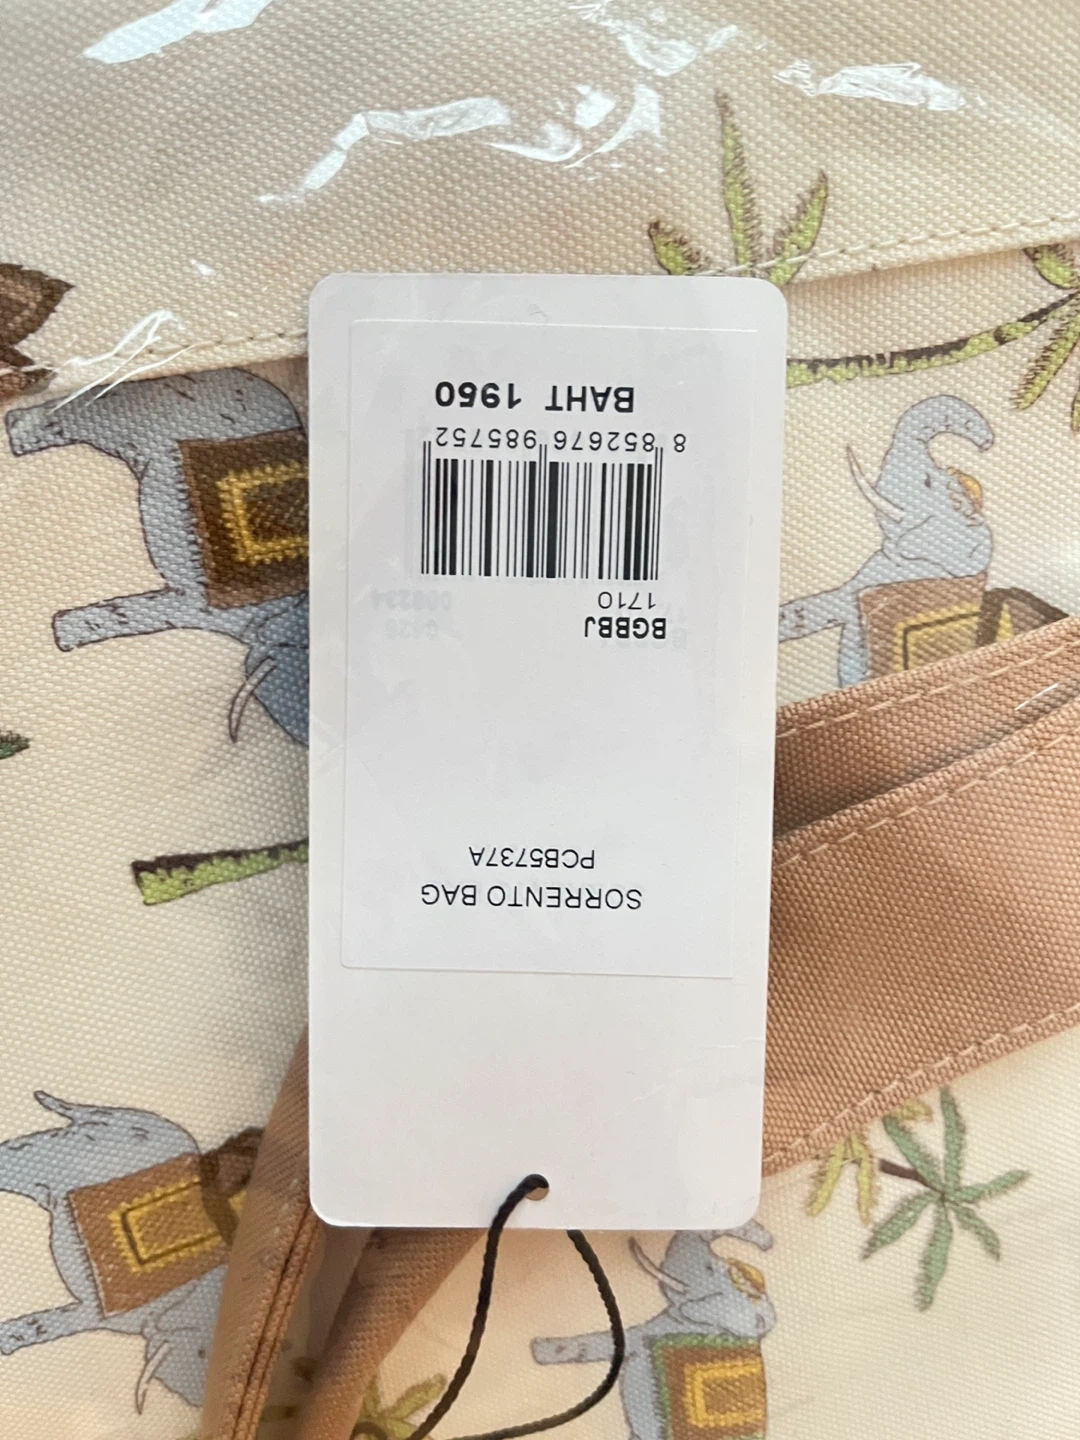 SORRENTO BAG
PCB5737A
BGBBJ
1710
8 852676 985752
BAHT 1950